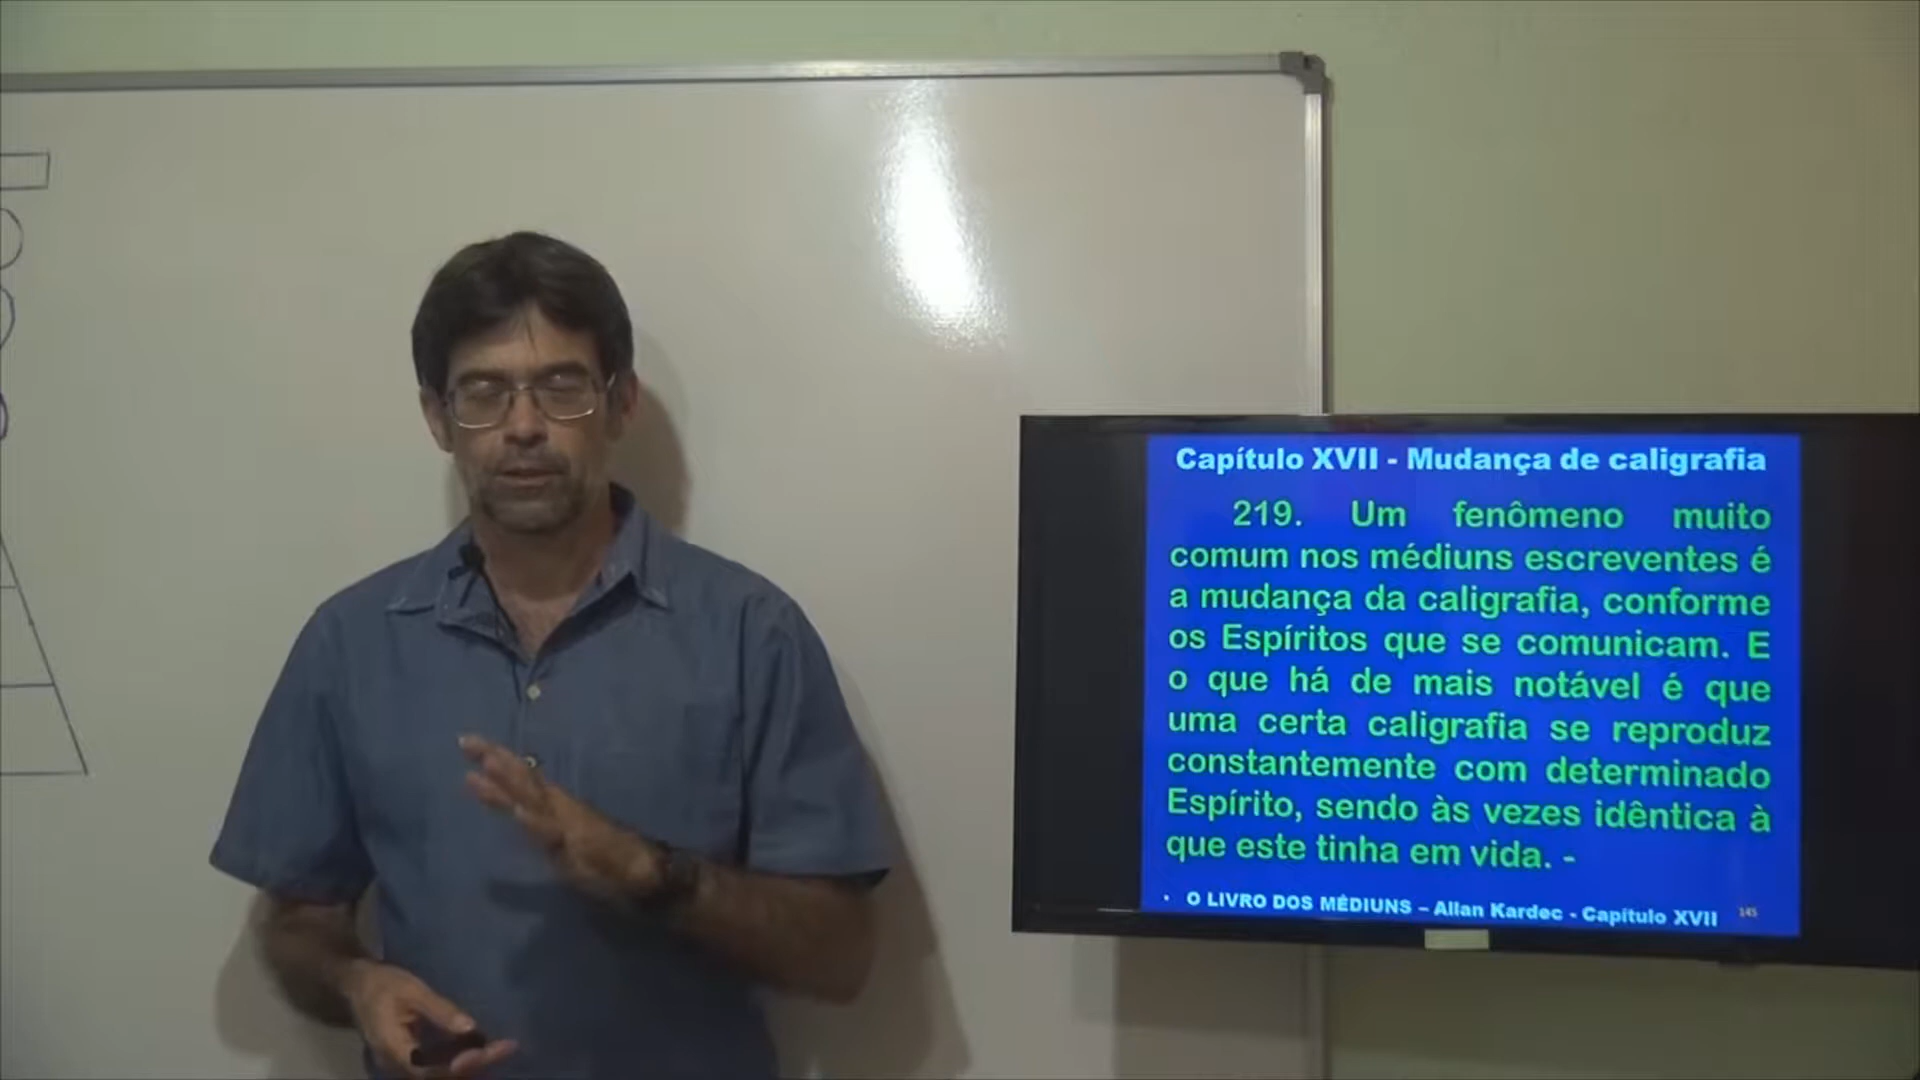 Capítulo XVII - Mudança de caligrafia
219. Um fenômeno muito
comum nos médiuns escreventes é
a mudança da caligrafia, conforme
os Espíritos que se comunicam. E
o que há de mais notável é que
uma certa caligrafia se reproduz
constantemente com determinado
Espírito, sendo às vezes idêntica à
que este tinha em vida. -
• O LIVRO DOS MÉDIUNS – Allan Kardec - Capítulo XVII 145